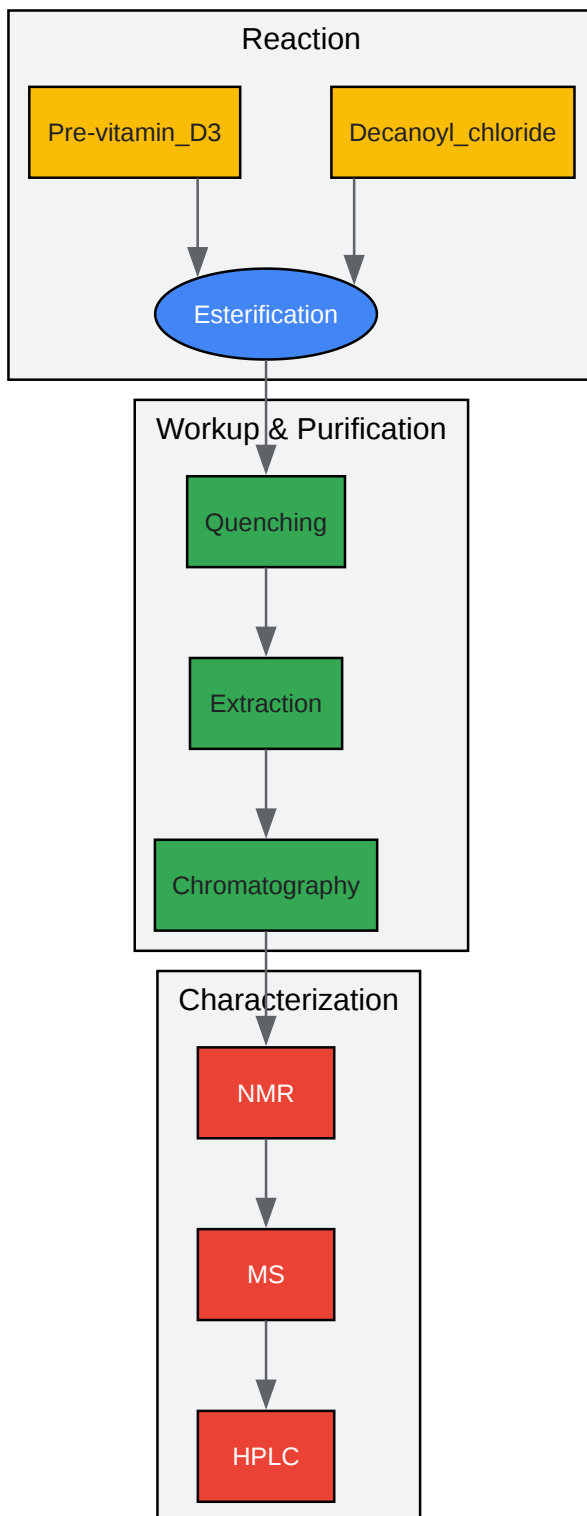 Reaction
Pre-vitamin_D3
Decanoyl_chloride
Esterification
Workup & Purification
Quenching
Extraction
Chromatography
Characterization
NMR
MS
HPLC